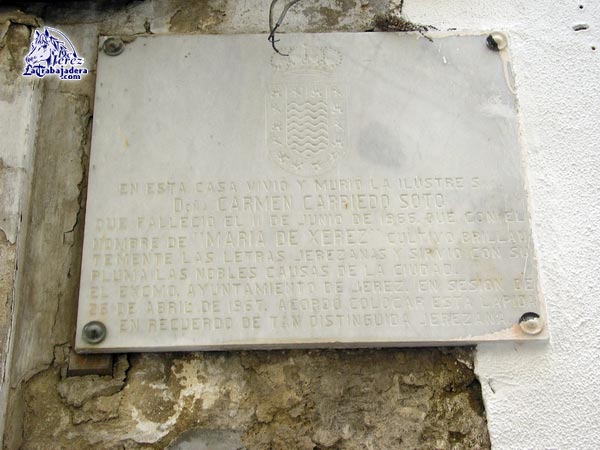 Jerez
LaTrabajadera
.com
EN ESTA CASA VIVIO Y MURIO LA ILUSTRE S
CARMEN CARRIEDO SOTO
QUE FALLECIO EL 11 DE JUNIO DE 1966. QUE CON EL
NOMBRE DE "MARIA DE XEREZ" CULTIVO BRILLAN
TEMENTE LAS LETRAS JEREZANAS Y SIRVIO CON SU
PLUMA LAS NOBLES CAUSAS DE LA CIUDAD.
EL EXCMO. AYUNTAMIENTO DE JEREZ, EN SESION DE
26 DE ABRIL DE 1967. ACORDO COLOCAR ESTA LAPIDA
EN RECUERDO DE TAN DISTINGUIDA JEREZANA